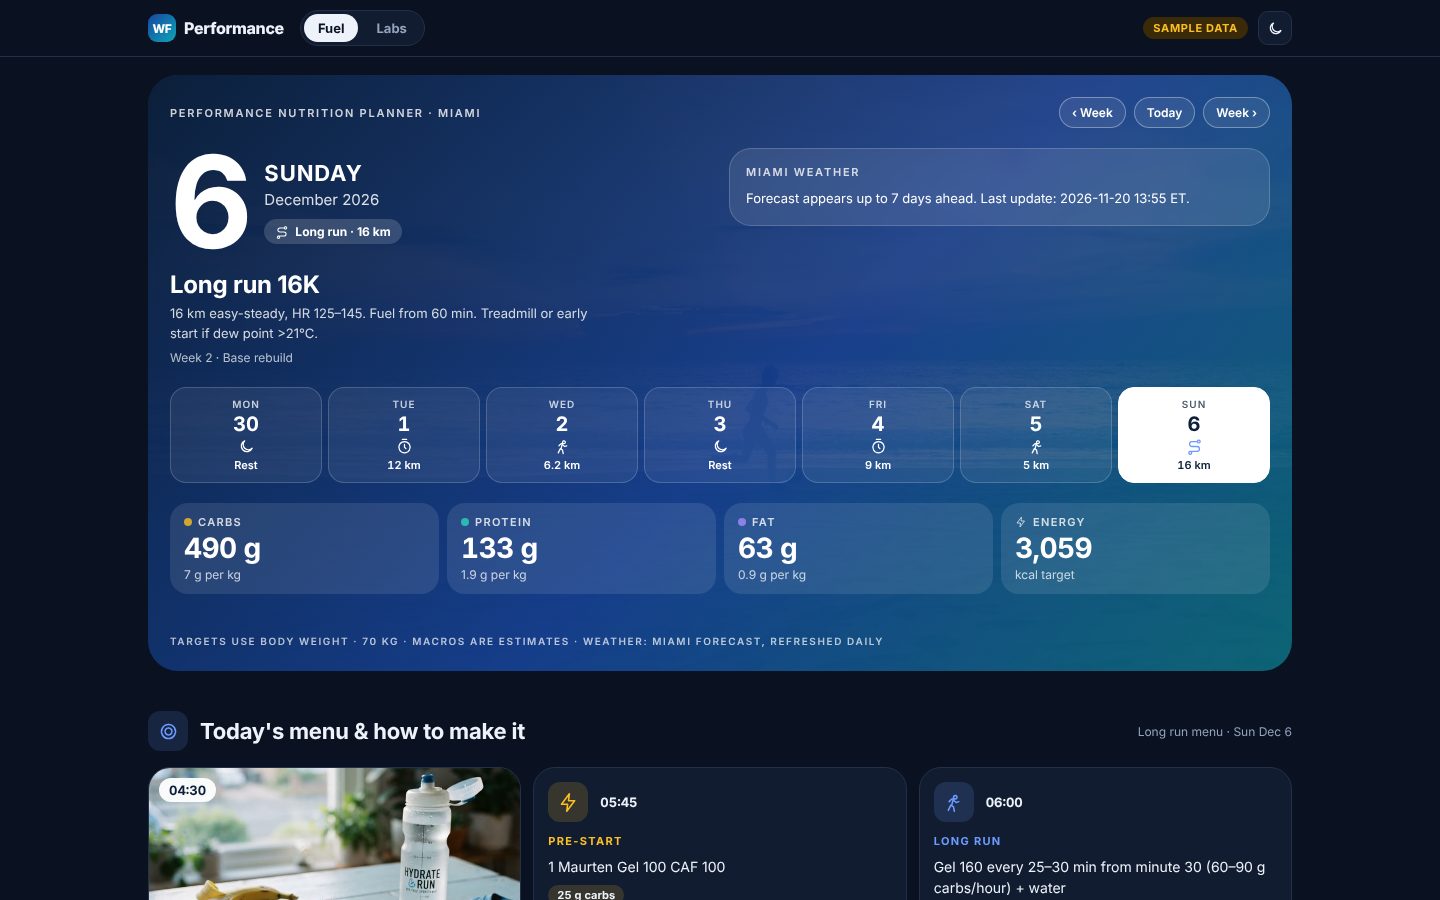 WF Performance Fuel Labs SAMPLE DATA
PERFORMANCE NUTRITION PLANNER · MIAMI
‹ Week Today Week ›
6
SUNDAY
December 2026
Long run · 16 km
MIAMI WEATHER
Forecast appears up to 7 days ahead. Last update: 2026-11-20 13:55 ET.
Long run 16K
16 km easy-steady, HR 125–145. Fuel from 60 min. Treadmill or early
start if dew point >21°C.
Week 2 · Base rebuild
MON
30
Rest
TUE
1
12 km
WED
2
6.2 km
THU
3
Rest
FRI
4
9 km
SAT
5
5 km
SUN
6
16 km
CARBS
490 g
7 g per kg
PROTEIN
133 g
1.9 g per kg
FAT
63 g
0.9 g per kg
ENERGY
3,059
kcal target
TARGETS USE BODY WEIGHT · 70 KG · MACROS ARE ESTIMATES · WEATHER: MIAMI FORECAST, REFRESHED DAILY
Today's menu & how to make it
Long run menu · Sun Dec 6
04:30
HYDRATE
& RUN
05:45
PRE-START
1 Maurten Gel 100 CAF 100
25 g carbs
06:00
LONG RUN
Gel 160 every 25–30 min from minute 30 (60–90 g
carbs/hour) + water